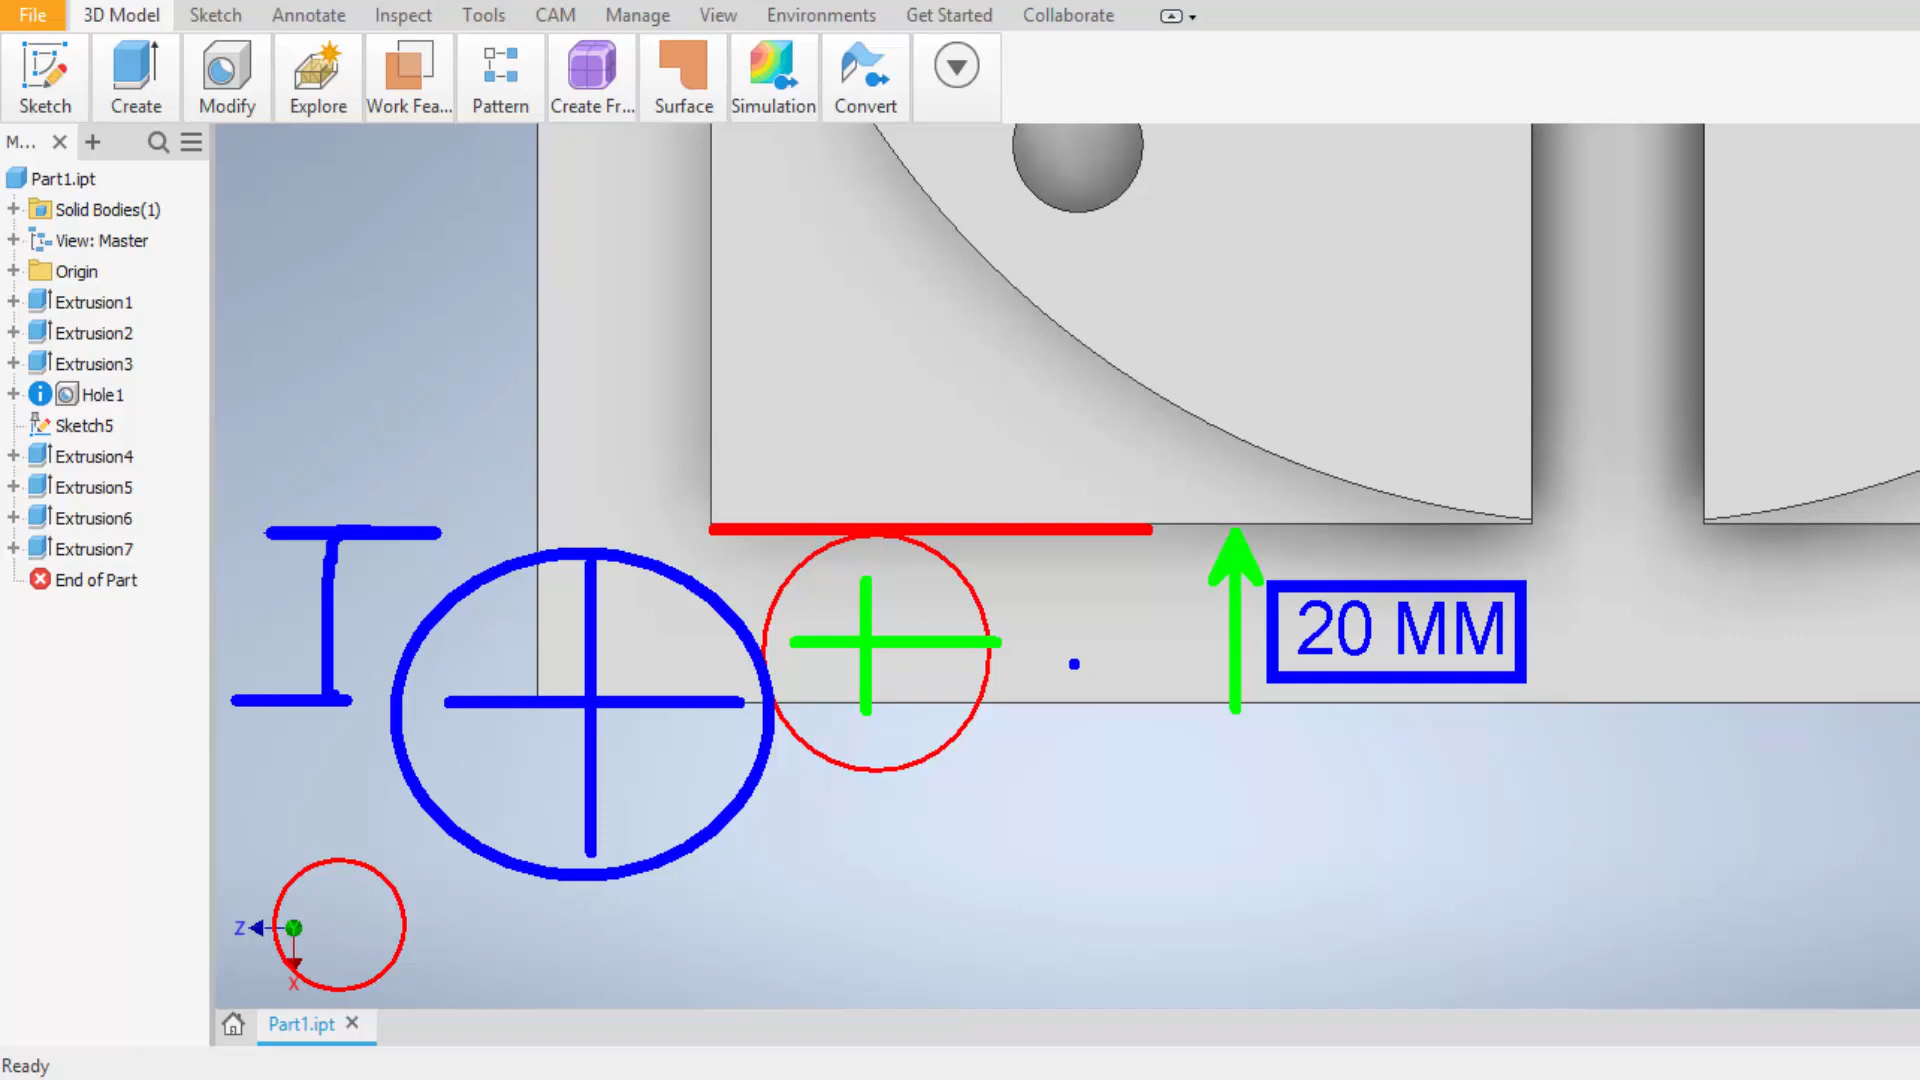 File 3D Model Sketch Annotate Inspect Tools CAM Manage View Environments Get Started Collaborate
Sketch Create Modify Explore Work Fea... Pattern Create Fr... Surface Simulation Convert
M...
Part1.ipt
Solid Bodies(1)
View: Master
Origin
Extrusion1
Extrusion2
Extrusion3
Hole1
Sketch5
Extrusion4
Extrusion5
Extrusion6
Extrusion7
End of Part
20 MM
Z
Y
X
Part1.ipt
Ready